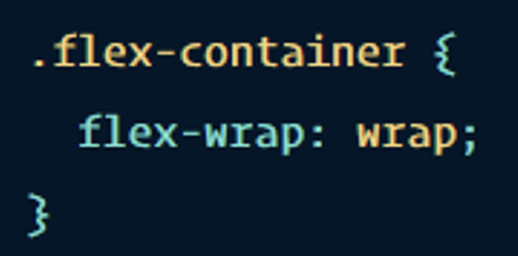 .flex-container {
  flex-wrap: wrap;
}